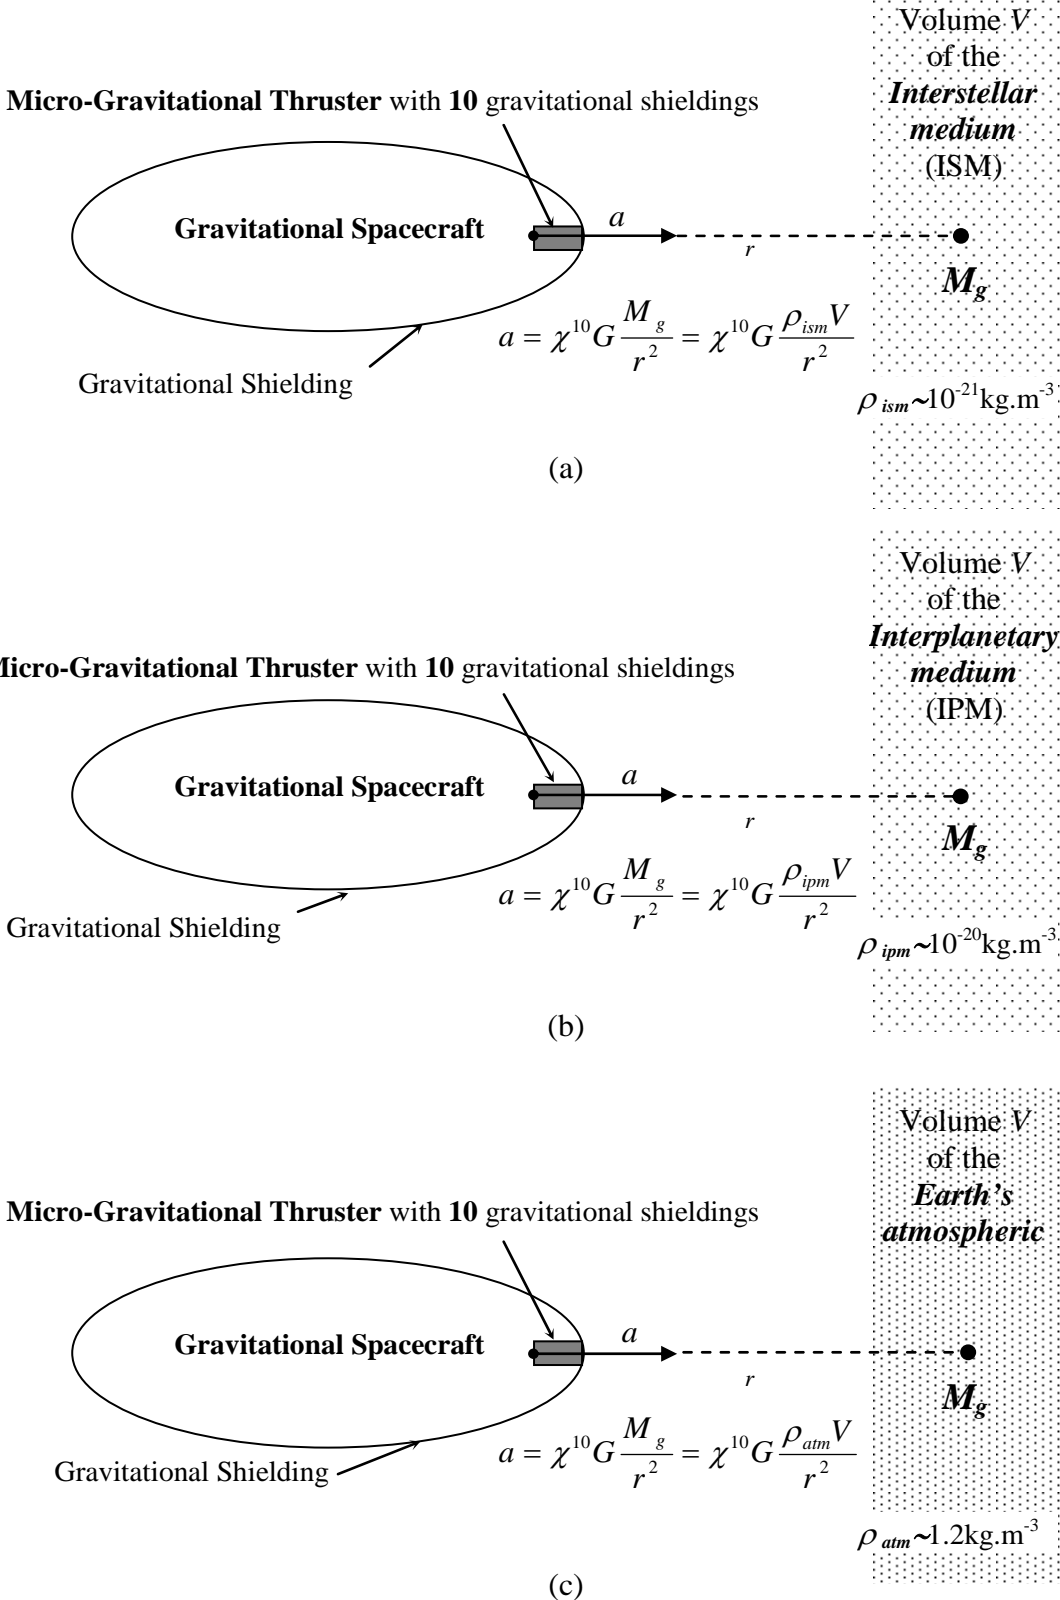 Volume V
of the
Interstellar
medium
(ISM)
Micro-Gravitational Thruster with 10 gravitational shieldings
Gravitational Spacecraft
a
r
M_g
a = χ^10 G M_g / r^2 = χ^10 G ρ_ism V / r^2
Gravitational Shielding
ρ_ism ~10^-21 kg.m^-3
(a)
Volume V
of the
Interplanetary
medium
(IPM)
Micro-Gravitational Thruster with 10 gravitational shieldings
Gravitational Spacecraft
a
r
M_g
a = χ^10 G M_g / r^2 = χ^10 G ρ_ipm V / r^2
Gravitational Shielding
ρ_ipm ~10^-20 kg.m^-3
(b)
Volume V
of the
Earth's
atmospheric
Micro-Gravitational Thruster with 10 gravitational shieldings
Gravitational Spacecraft
a
r
M_g
a = χ^10 G M_g / r^2 = χ^10 G ρ_atm V / r^2
Gravitational Shielding
ρ_atm ~1.2kg.m^-3
(c)